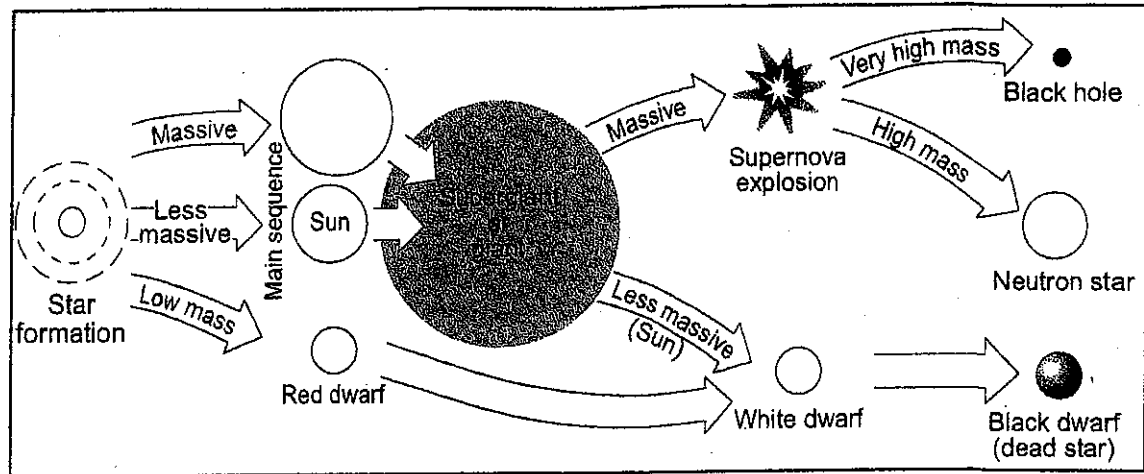 Star
formation
Massive
Less
massive
Low mass
Main sequence
Sun
Red dwarf
Supergiant
Massive
Less massive
(Sun)
Supernova
explosion
White dwarf
Very high mass
High mass
Black hole
Neutron star
Black dwarf
(dead star)